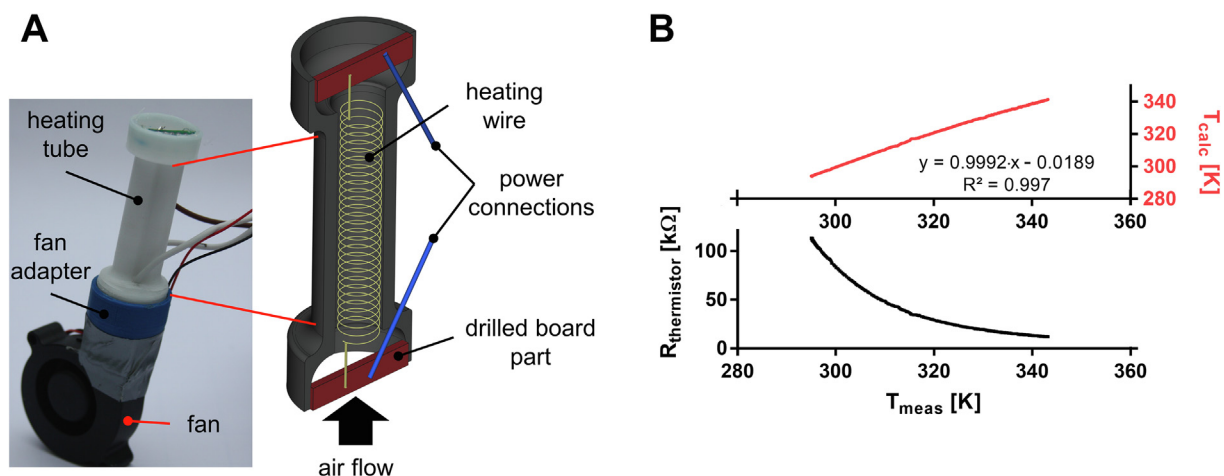 A
heating
tube
fan
adapter
fan
heating
wire
power
connections
drilled board
part
air flow
B
340
320
300
280
T_calc [K]
y = 0.9992·x - 0.0189
R² = 0.997
280
300
320
340
360
100
50
0
R_thermistor [kΩ]
280
300
320
340
360
T_meas [K]